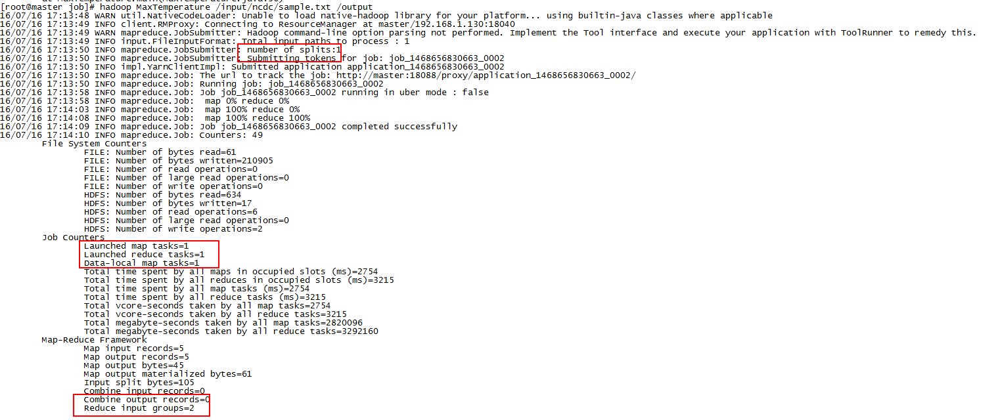 at MaxTemperature.main(MaxTemperature.java:30)
[root@master job]# hadoop MaxTemperature /input/ncdc/sample.txt /output
16/07/16 17:13:48 WARN util.NativeCodeLoader: Unable to load native-hadoop library for your platform... using builtin-java classes where applicable
16/07/16 17:13:49 INFO client.RMProxy: Connecting to ResourceManager at master/192.168.1.130:18040
16/07/16 17:13:49 WARN mapreduce.JobSubmitter: Hadoop command-line option parsing not performed. Implement the Tool interface and execute your application with ToolRunner to remedy this.
16/07/16 17:13:49 INFO input.FileInputFormat: Total input paths to process : 1
16/07/16 17:13:50 INFO mapreduce.JobSubmitter: number of splits:1
16/07/16 17:13:50 INFO mapreduce.JobSubmitter: Submitting tokens for job: job_1468656830663_0002
16/07/16 17:13:50 INFO impl.YarnClientImpl: Submitted application application_1468656830663_0002
16/07/16 17:13:50 INFO mapreduce.Job: The url to track the job: http://master:18088/proxy/application_1468656830663_0002/
16/07/16 17:13:50 INFO mapreduce.Job: Running job: job_1468656830663_0002
16/07/16 17:13:58 INFO mapreduce.Job: Job job_1468656830663_0002 running in uber mode : false
16/07/16 17:13:58 INFO mapreduce.Job:  map 0% reduce 0%
16/07/16 17:14:03 INFO mapreduce.Job:  map 100% reduce 0%
16/07/16 17:14:08 INFO mapreduce.Job:  map 100% reduce 100%
16/07/16 17:14:09 INFO mapreduce.Job: Job job_1468656830663_0002 completed successfully
16/07/16 17:14:10 INFO mapreduce.Job: Counters: 49
File System Counters
FILE: Number of bytes read=61
FILE: Number of bytes written=210905
FILE: Number of read operations=0
FILE: Number of large read operations=0
FILE: Number of write operations=0
HDFS: Number of bytes read=634
HDFS: Number of bytes written=17
HDFS: Number of read operations=6
HDFS: Number of large read operations=0
HDFS: Number of write operations=2
Job Counters
Launched map tasks=1
Launched reduce tasks=1
Data-local map tasks=1
Total time spent by all maps in occupied slots (ms)=2754
Total time spent by all reduces in occupied slots (ms)=3215
Total time spent by all map tasks (ms)=2754
Total time spent by all reduce tasks (ms)=3215
Total vcore-seconds taken by all map tasks=2754
Total vcore-seconds taken by all reduce tasks=3215
Total megabyte-seconds taken by all map tasks=2820096
Total megabyte-seconds taken by all reduce tasks=3292160
Map-Reduce Framework
Map input records=5
Map output records=5
Map output bytes=45
Map output materialized bytes=61
Input split bytes=105
Combine input records=0
Combine output records=0
Reduce input groups=2